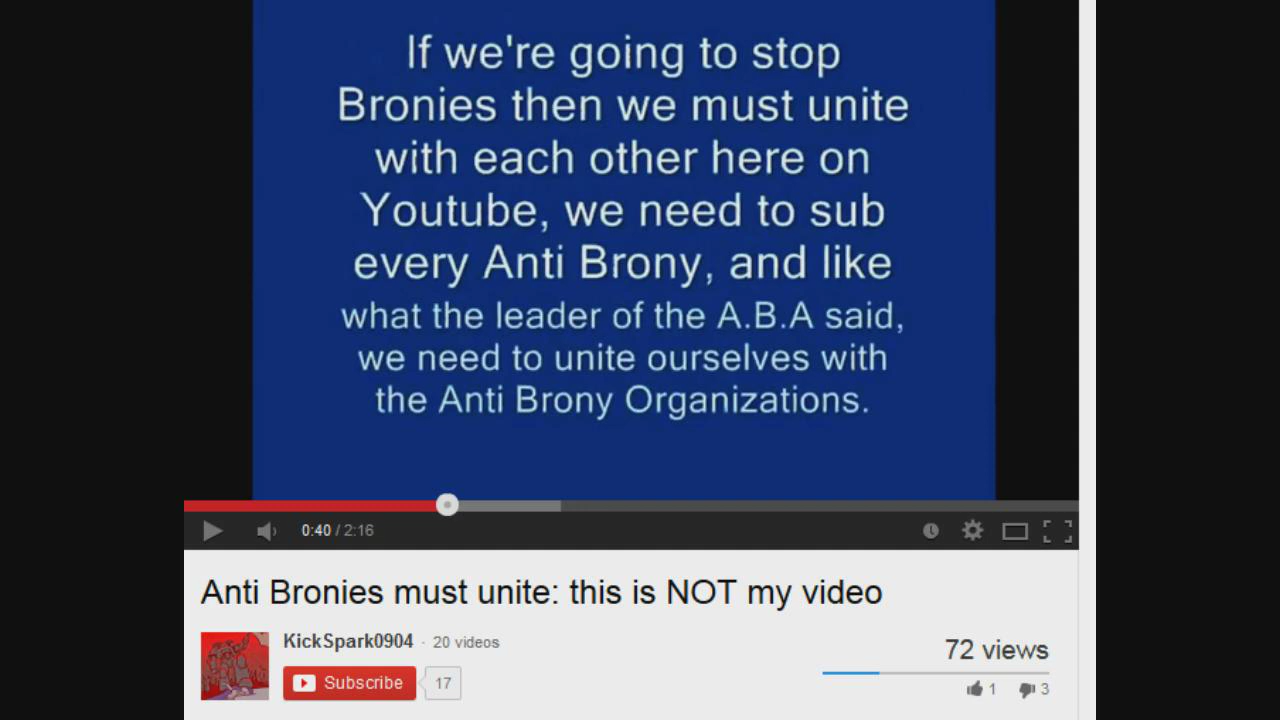 If we're going to stop
Bronies then we must unite
with each other here on
Youtube, we need to sub
every Anti Brony, and like
what the leader of the A.B.A said,
we need to unite ourselves with
the Anti Brony Organizations.
0:40 / 2:16
Anti Bronies must unite: this is NOT my video
KickSpark0904 · 20 videos
72 views
Subscribe 17
1 3